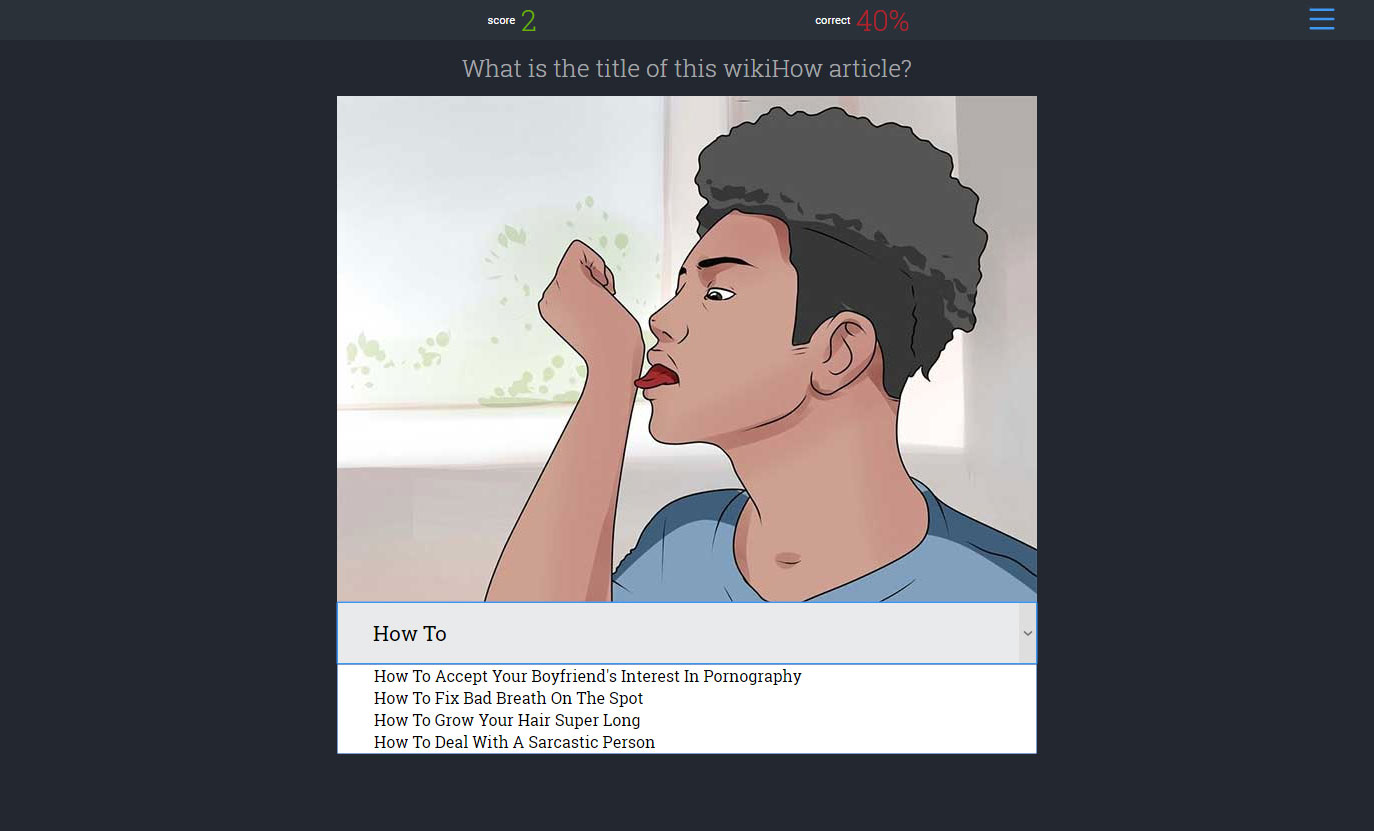 score 2 correct 40%
What is the title of this wikiHow article?
How To
How To Accept Your Boyfriend's Interest In Pornography
How To Fix Bad Breath On The Spot
How To Grow Your Hair Super Long
How To Deal With A Sarcastic Person